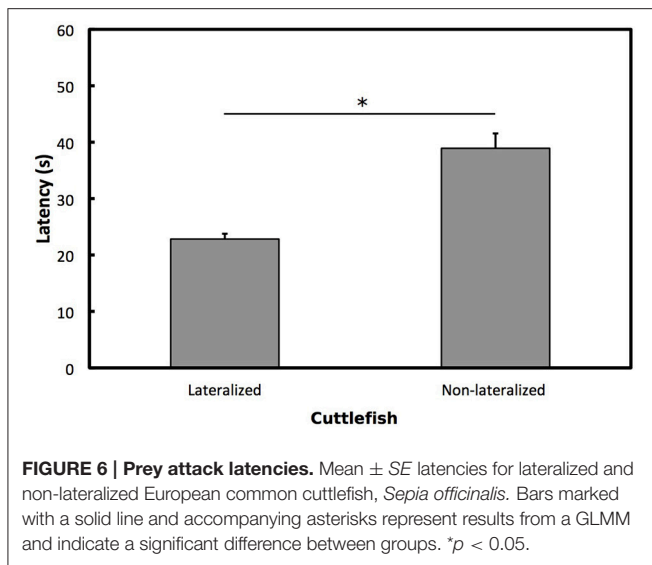 60
50
40
30
20
10
0
Latency (s)
*
Lateralized Non-lateralized
Cuttlefish
FIGURE 6 | Prey attack latencies. Mean ± SE latencies for lateralized and
non-lateralized European common cuttlefish, Sepia officinalis. Bars marked
with a solid line and accompanying asterisks represent results from a GLMM
and indicate a significant difference between groups. *p < 0.05.